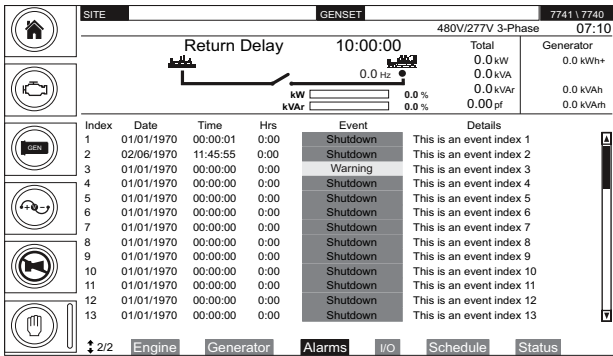 SITE GENSET 7741 \ 7740
480V/277V 3-Phase 07:10
Return Delay 10:00:00 Total Generator
0.0 kW 0.0 kWh+
0.0 Hz 0.0 kVA
kW 0.0 % 0.0 kVAr 0.0 kVAh
kVAr 0.0 % 0.00 pf 0.0 kVArh
Index Date Time Hrs Event Details
1 01/01/1970 00:00:01 0:00 Shutdown This is an event index 1
2 02/06/1970 11:45:55 0:00 Shutdown This is an event index 2
GEN
3 01/01/1970 00:00:00 0:00 Warning This is an event index 3
4 01/01/1970 00:00:00 0:00 Shutdown This is an event index 4
5 01/01/1970 00:00:00 0:00 Shutdown This is an event index 5
6 01/01/1970 00:00:00 0:00 Shutdown This is an event index 6
7 01/01/1970 00:00:00 0:00 Shutdown This is an event index 7
8 01/01/1970 00:00:00 0:00 Shutdown This is an event index 8
9 01/01/1970 00:00:00 0:00 Shutdown This is an event index 9
10 01/01/1970 00:00:00 0:00 Shutdown This is an event index 10
11 01/01/1970 00:00:00 0:00 Shutdown This is an event index 11
12 01/01/1970 00:00:00 0:00 Shutdown This is an event index 12
13 01/01/1970 00:00:00 0:00 Shutdown This is an event index 13
2/2 Engine Generator Alarms I/O Schedule Status